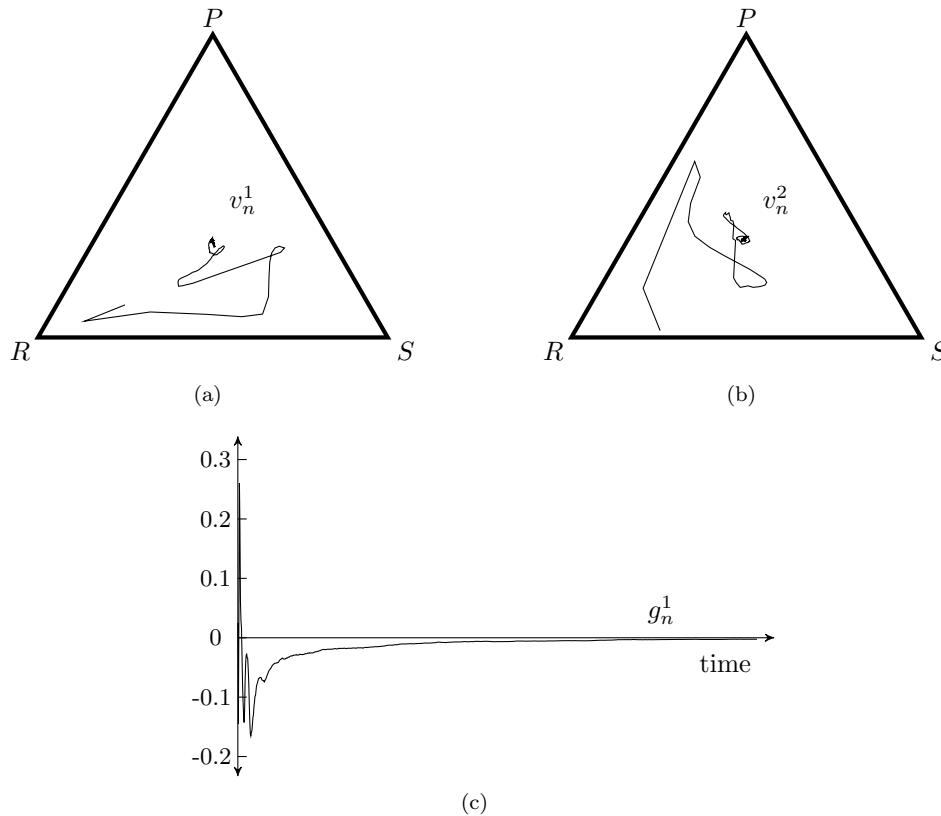 P
P
v_n^1
v_n^2
R
S
R
S
(a)
(b)
0.3
0.2
0.1
g_n^1
0
time
-0.1
-0.2
(c)